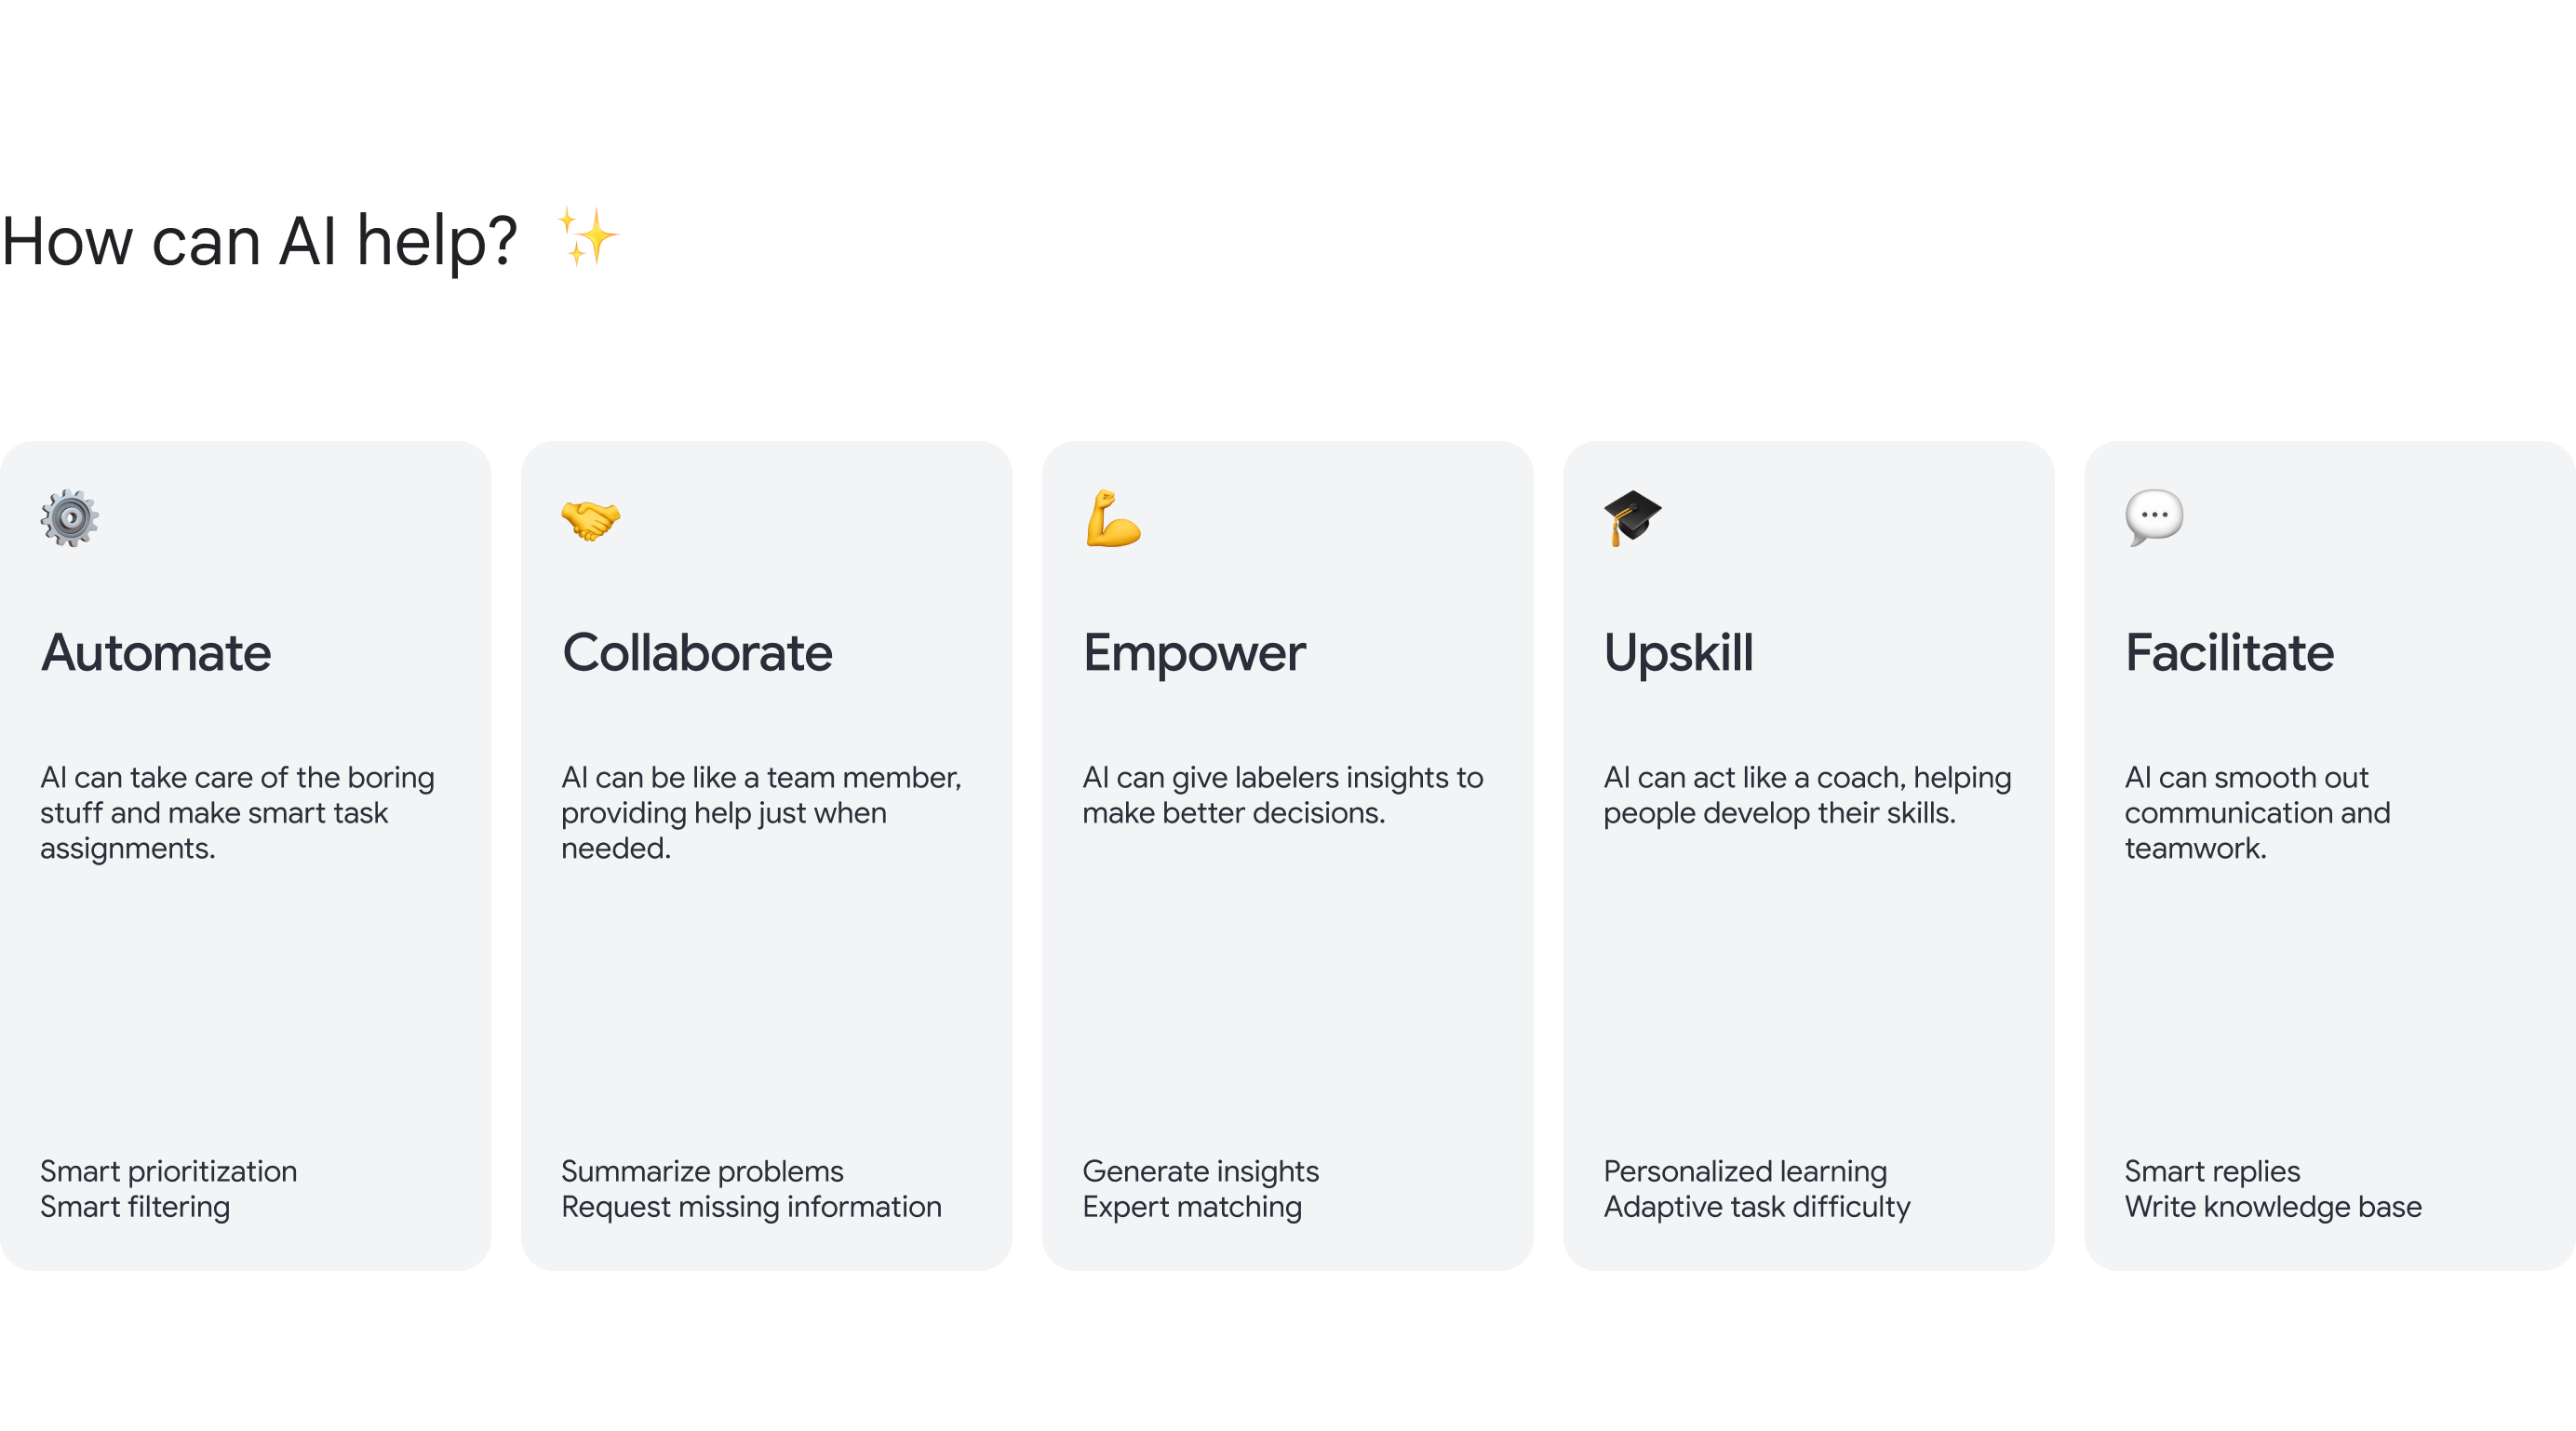 How can AI help? ✨
Automate
AI can take care of the boring
stuff and make smart task
assignments.
Smart prioritization
Smart filtering
Collaborate
AI can be like a team member,
providing help just when
needed.
Summarize problems
Request missing information
Empower
AI can give labelers insights to
make better decisions.
Generate insights
Expert matching
Upskill
AI can act like a coach, helping
people develop their skills.
Personalized learning
Adaptive task difficulty
Facilitate
AI can smooth out
communication and
teamwork.
Smart replies
Write knowledge base